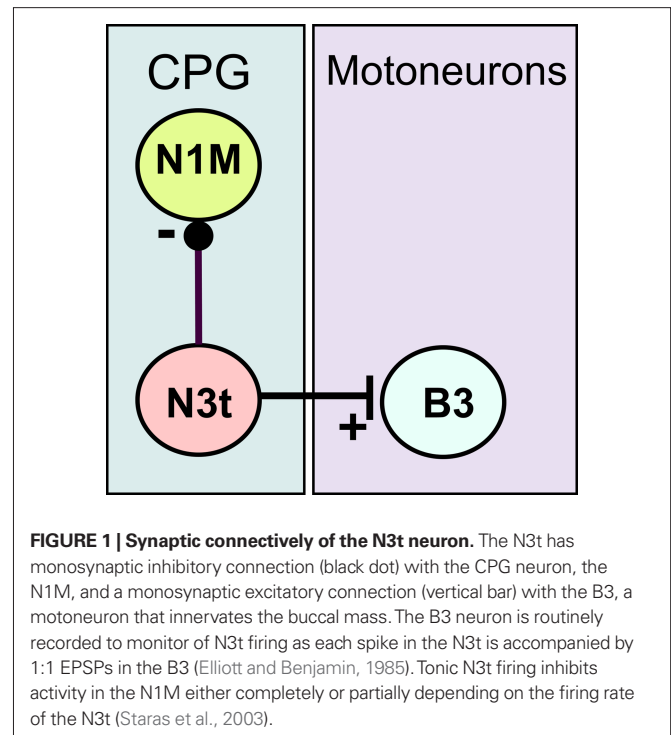 CPG
Motoneurons
N1M
-
N3t
B3
+
FIGURE 1 | Synaptic connectively of the N3t neuron. The N3t has
monosynaptic inhibitory connection (black dot) with the CPG neuron, the
N1M, and a monosynaptic excitatory connection (vertical bar) with the B3, a
motoneuron that innervates the buccal mass. The B3 neuron is routinely
recorded to monitor of N3t firing as each spike in the N3t is accompanied by
1:1 EPSPs in the B3 (Elliott and Benjamin, 1985). Tonic N3t firing inhibits
activity in the N1M either completely or partially depending on the firing rate
of the N3t (Staras et al., 2003).